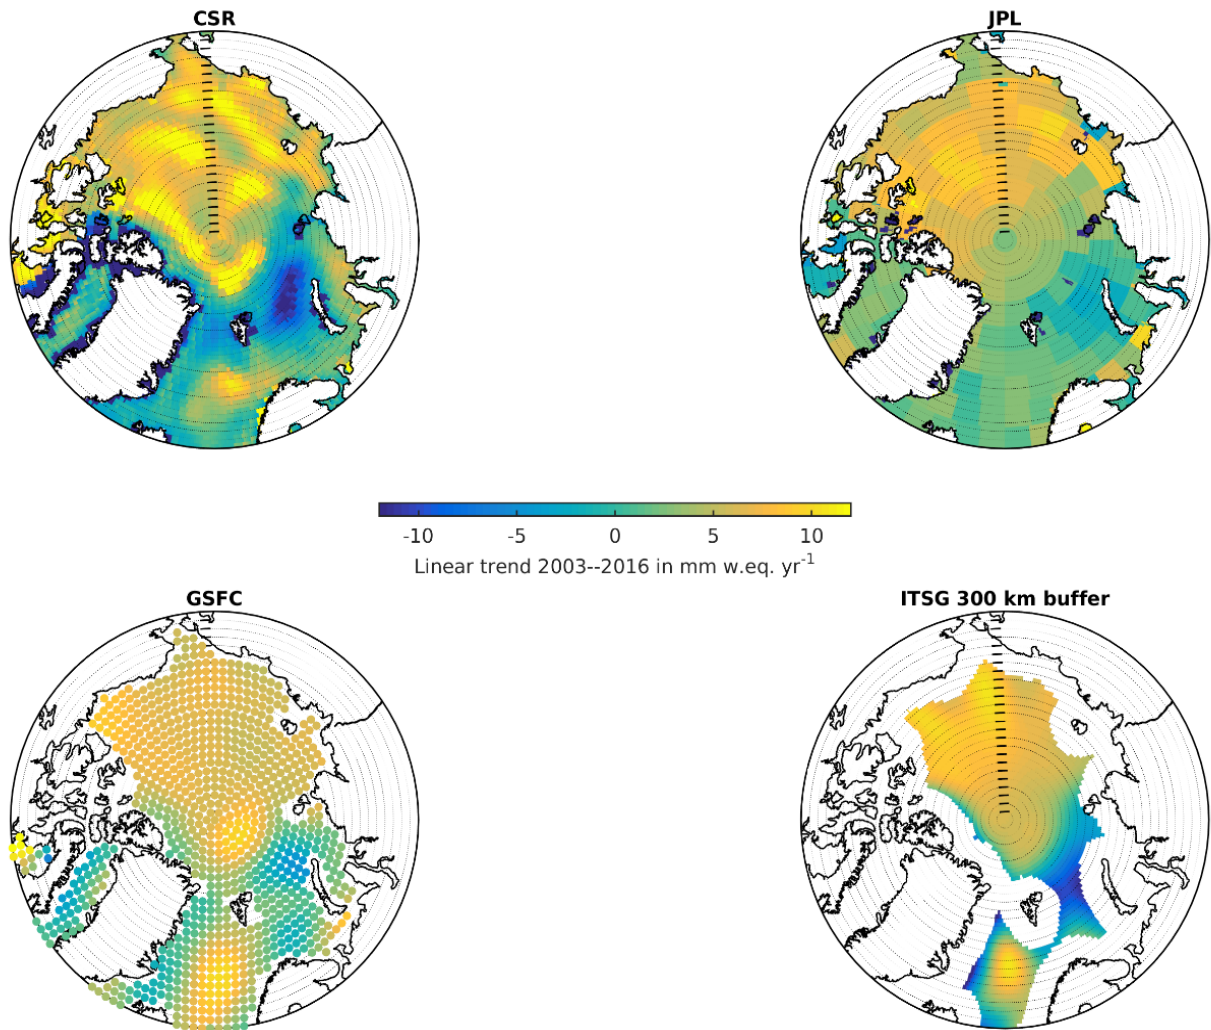 CSR
JPL
-10 -5 0 5 10
Linear trend 2003--2016 in mm w.eq. yr-1
GSFC
ITSG 300 km buffer